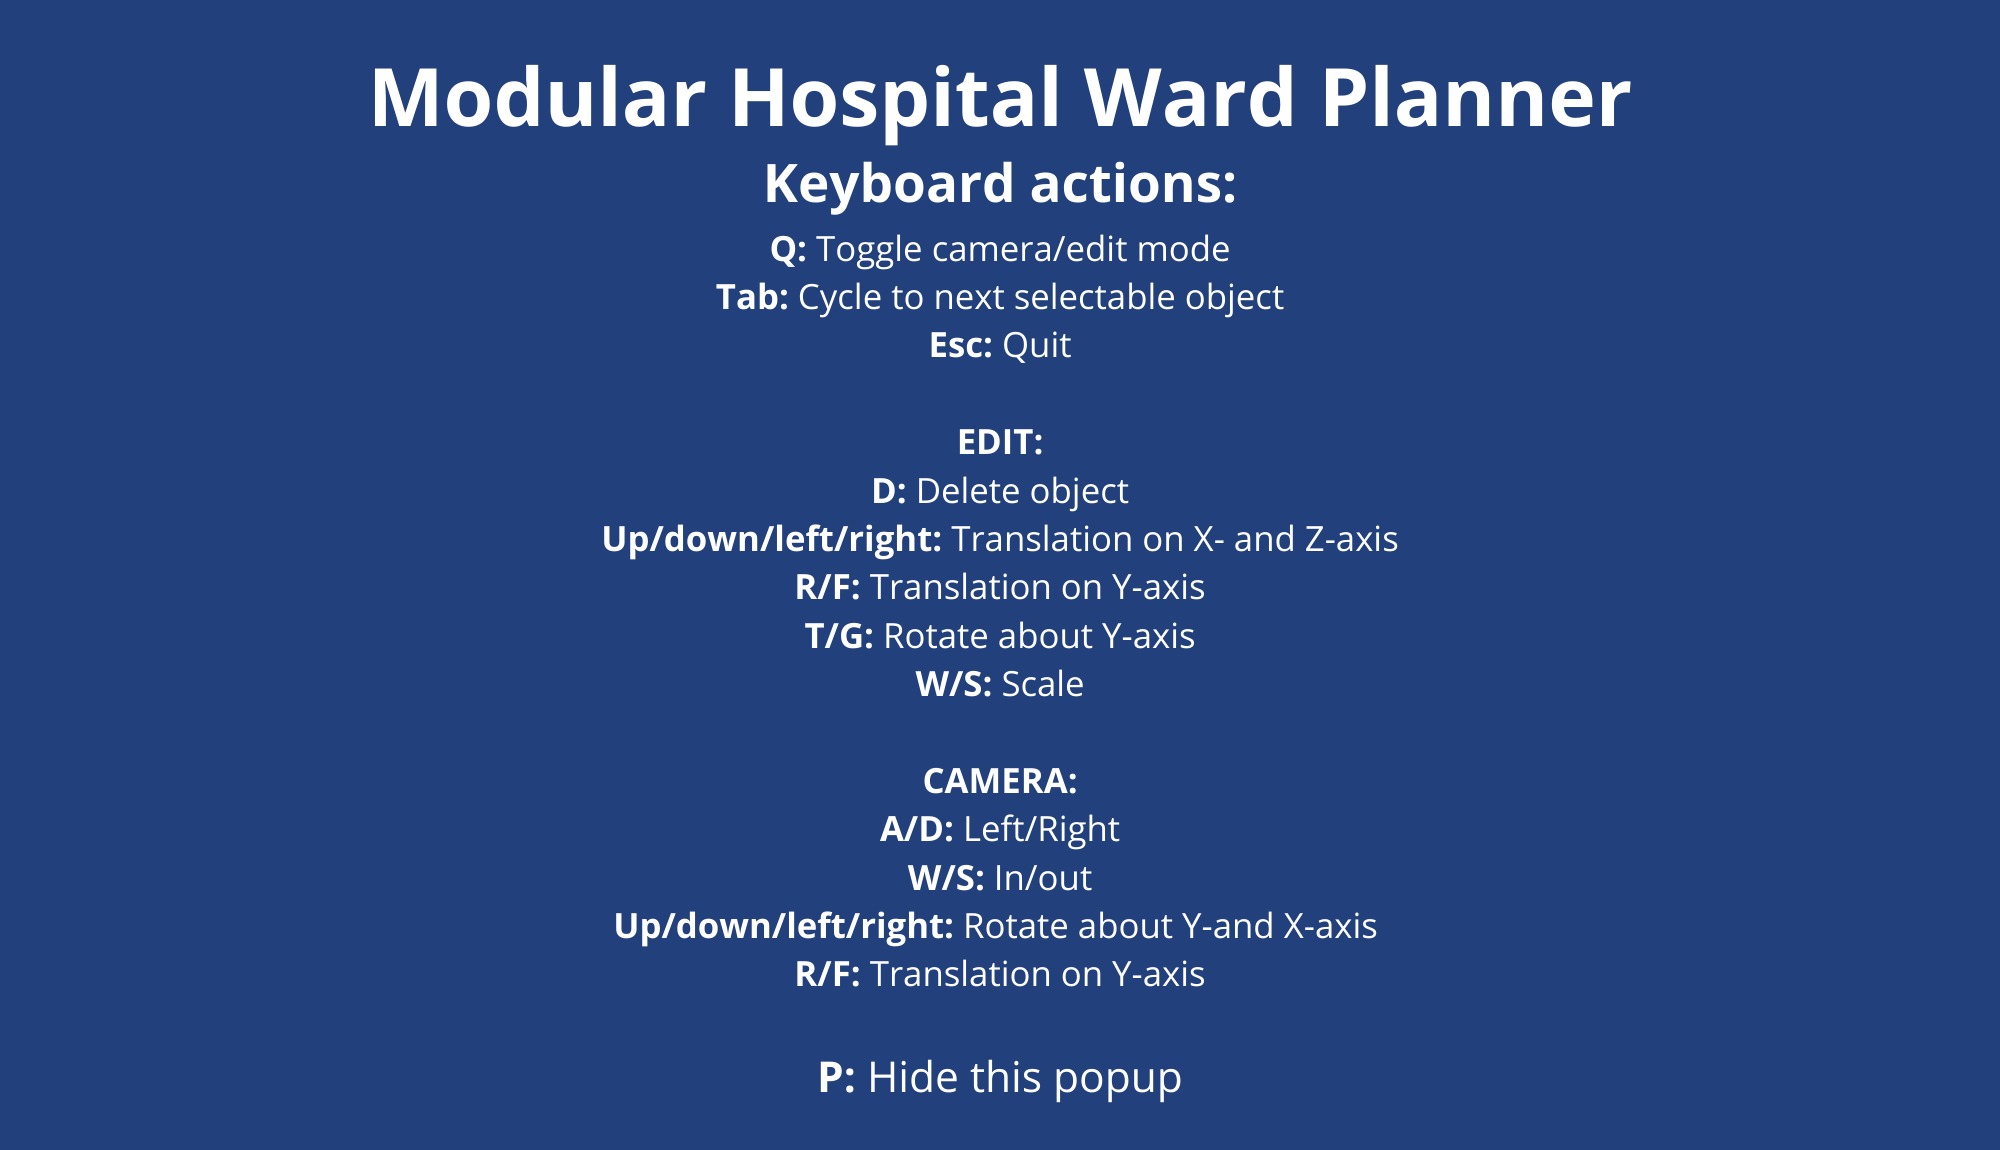 Modular Hospital Ward Planner
Keyboard actions:
Q: Toggle camera/edit mode
Tab: Cycle to next selectable object
Esc: Quit
EDIT:
D: Delete object
Up/down/left/right: Translation on X- and Z-axis
R/F: Translation on Y-axis
T/G: Rotate about Y-axis
W/S: Scale
CAMERA:
A/D: Left/Right
W/S: In/out
Up/down/left/right: Rotate about Y-and X-axis
R/F: Translation on Y-axis
P: Hide this popup